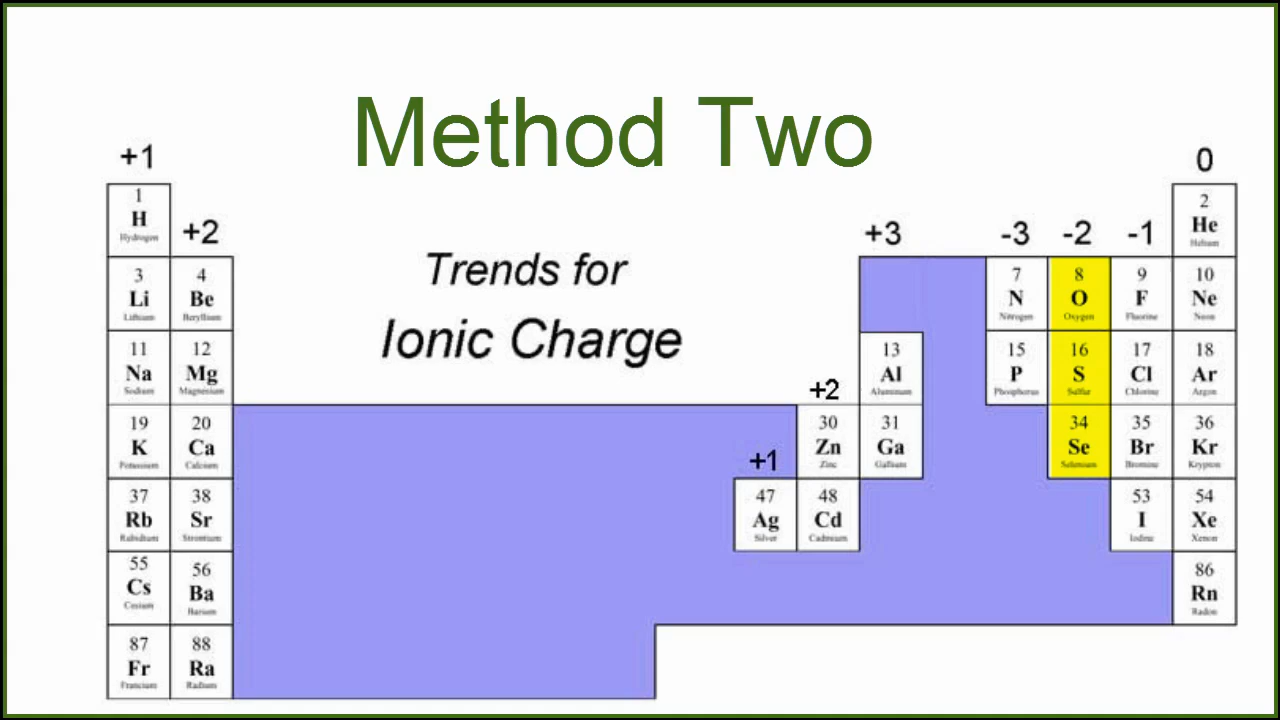 Method Two
+1
0
1
H
Hydrogen
+2
+3
-3
-2
-1
2
He
Helium
Trends for
Ionic Charge
3
Li
Lithium
4
Be
Beryllium
7
N
Nitrogen
8
O
Oxygen
9
F
Fluorine
10
Ne
Neon
11
Na
Sodium
12
Mg
Magnesium
13
Al
Aluminum
15
P
Phosphorus
16
S
Sulfur
17
Cl
Chlorine
18
Ar
Argon
+2
19
K
Potassium
20
Ca
Calcium
30
Zn
Zinc
31
Ga
Gallium
34
Se
Selenium
35
Br
Bromine
36
Kr
Krypton
+1
37
Rb
Rubidium
38
Sr
Strontium
47
Ag
Silver
48
Cd
Cadmium
53
I
Iodine
54
Xe
Xenon
55
Cs
Cesium
56
Ba
Barium
86
Rn
Radon
87
Fr
Francium
88
Ra
Radium